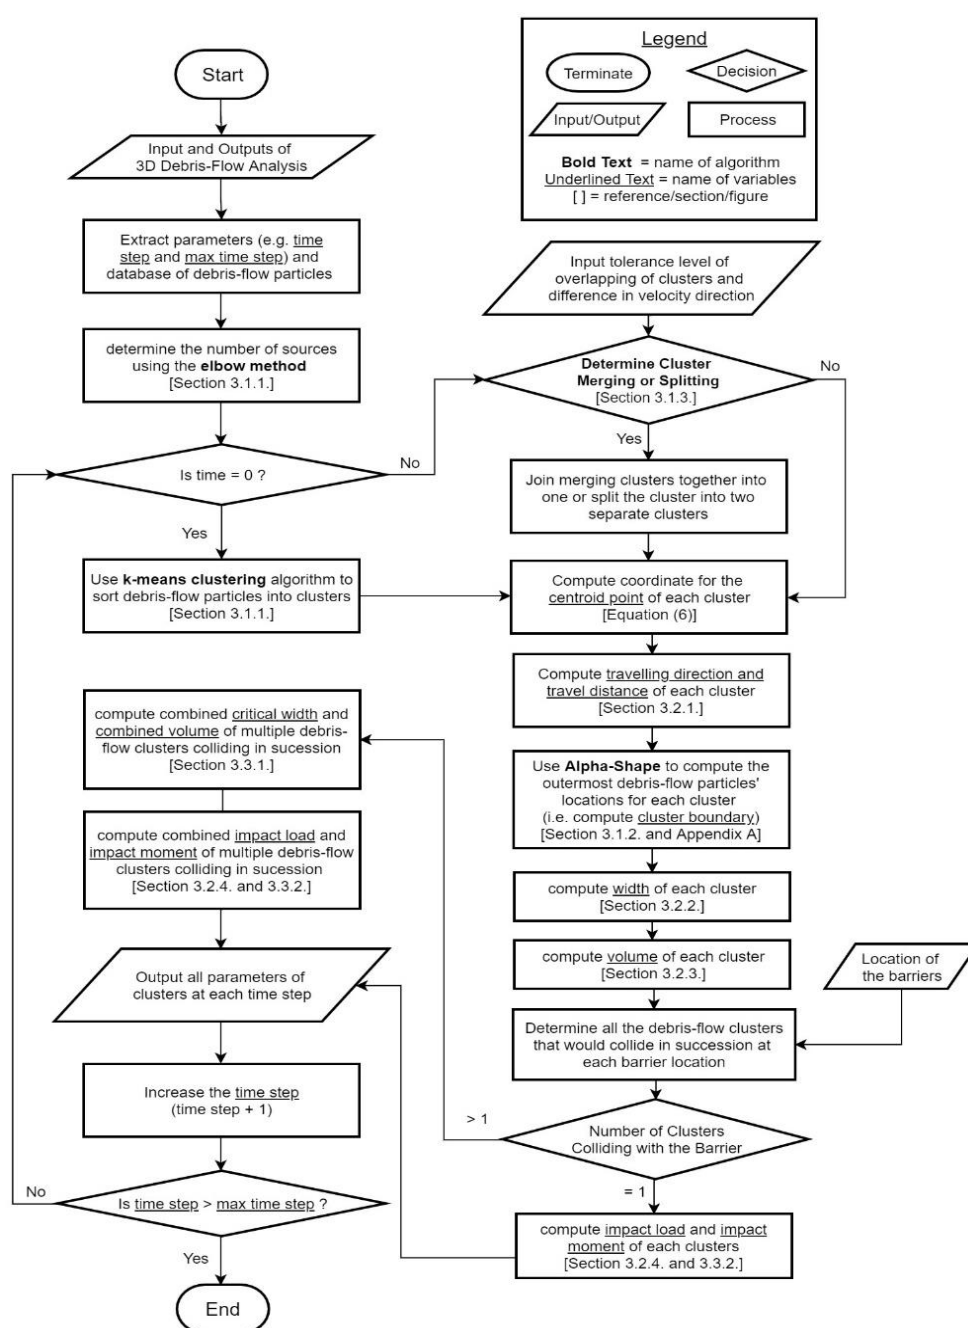 Start
Input and Outputs of
3D Debris-Flow Analysis
Extract parameters (e.g. time
step and max time step) and
database of debris-flow particles
determine the number of sources
using the elbow method
[Section 3.1.1.]
Is time = 0 ?
No
Yes
Use k-means clustering algorithm to
sort debris-flow particles into clusters
[Section 3.1.1.]
Legend
Terminate
Decision
Input/Output
Process
Bold Text = name of algorithm
Underlined Text = name of variables
[ ] = reference/section/figure
Input tolerance level of
overlapping of clusters and
difference in velocity direction
Determine Cluster
Merging or Splitting
[Section 3.1.3.]
No
Yes
Join merging clusters together into
one or split the cluster into two
separate clusters
Compute coordinate for the
centroid point of each cluster
[Equation (6)]
Compute travelling direction and
travel distance of each cluster
[Section 3.2.1.]
Use Alpha-Shape to compute the
outermost debris-flow particles'
locations for each cluster
(i.e. compute cluster boundary)
[Section 3.1.2. and Appendix A]
compute width of each cluster
[Section 3.2.2.]
compute volume of each cluster
[Section 3.2.3.]
Location of
the barriers
Determine all the debris-flow clusters
that would collide in succession at
each barrier location
Number of Clusters
Colliding with the Barrier
> 1
= 1
compute impact load and impact
moment of each clusters
[Section 3.2.4. and 3.3.2.]
compute combined critical width and
combined volume of multiple debris-
flow clusters colliding in sucession
[Section 3.3.1.]
compute combined impact load and
impact moment of multiple debris-flow
clusters colliding in sucession
[Section 3.2.4. and 3.3.2.]
Output all parameters of
clusters at each time step
Increase the time step
(time step + 1)
Is time step > max time step ?
No
Yes
End